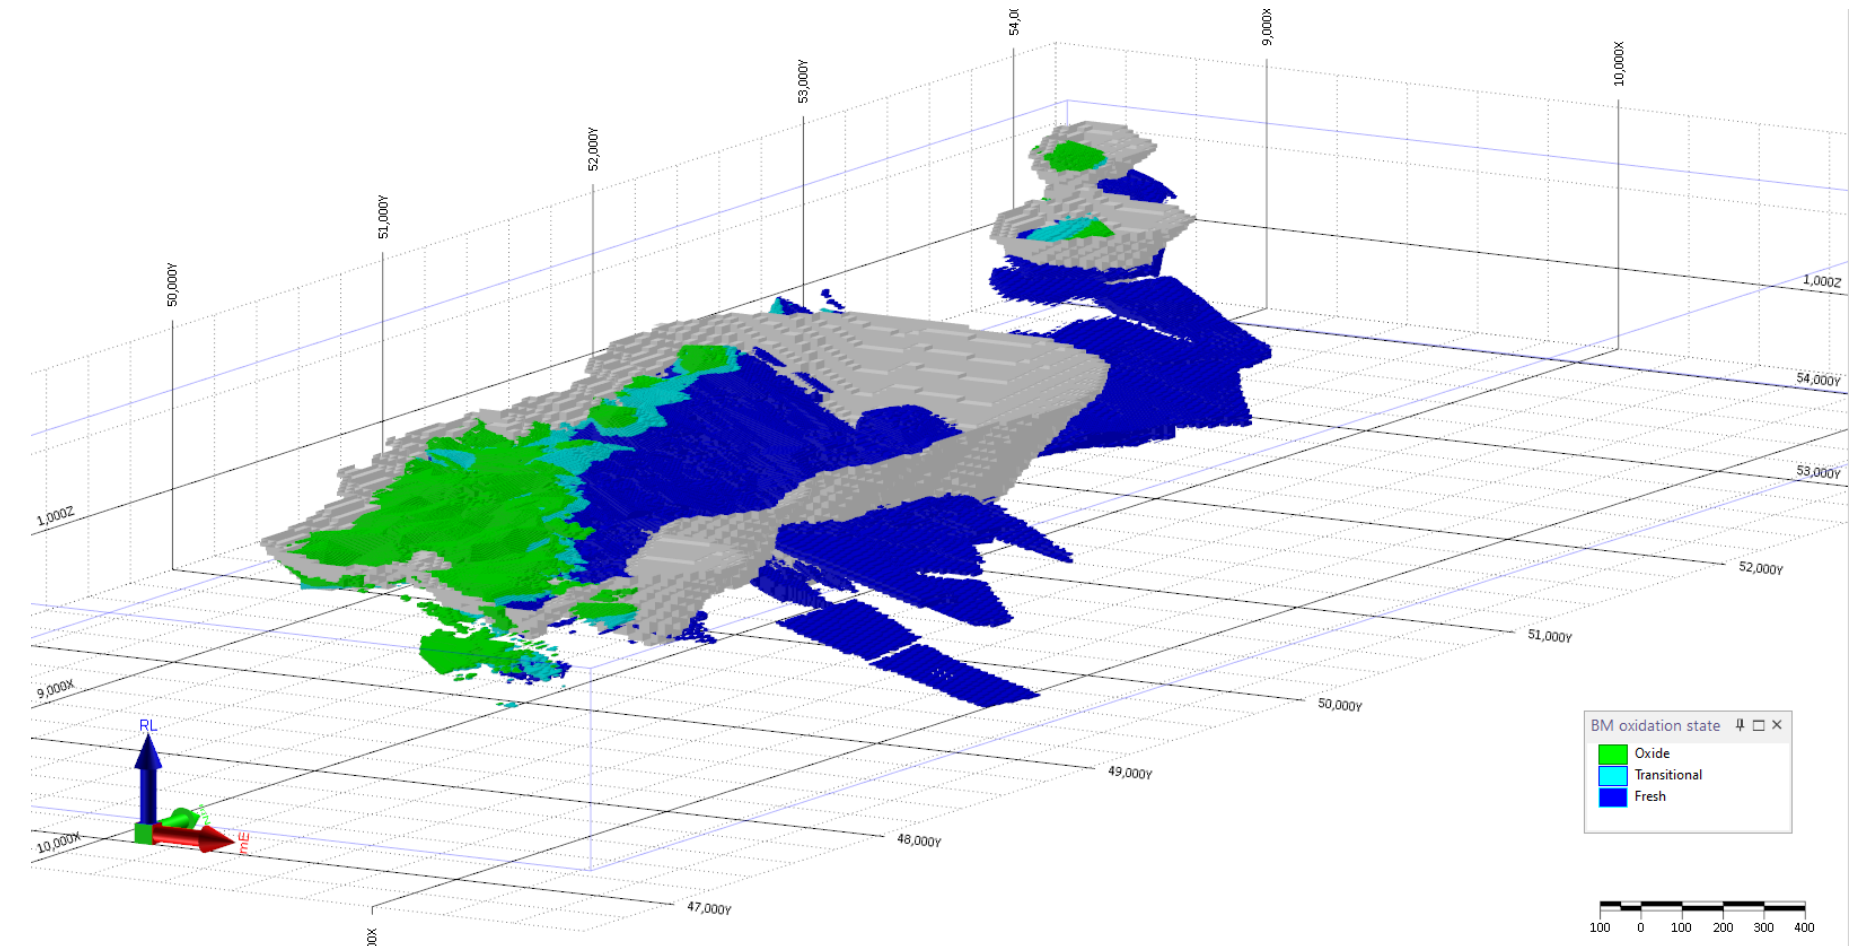 54,0
9,000X
10,000X
53,000Y
52,000Y
51,000Y
50,000Y
1,000Z
54,000Y
53,000Y
1,000Z
52,000Y
51,000Y
9,000X
50,000Y
RL
BM oxidation state
Oxide
Transitional
Fresh
49,000Y
10,000X
mE
48,000Y
47,000Y
00X
100 0 100 200 300 400